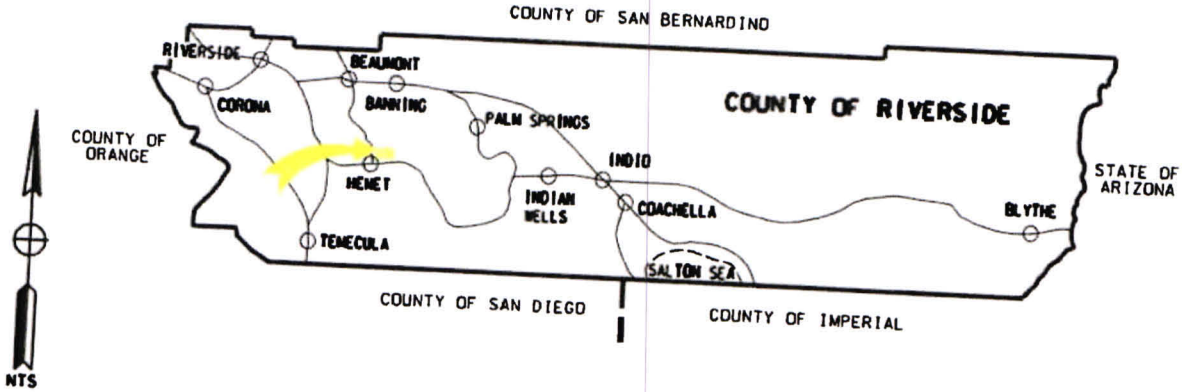 COUNTY OF SAN BERNARDINO
RIVERSIDE
BEAUMONT
CORONA
BANNING
COUNTY OF RIVERSIDE
PALM SPRINGS
COUNTY OF
ORANGE
INDIO
STATE OF
ARIZONA
HEMET
INDIAN
WELLS
COACHELLA
BLYTHE
TEMECULA
SALTON SEA
COUNTY OF SAN DIEGO
COUNTY OF IMPERIAL
NTS